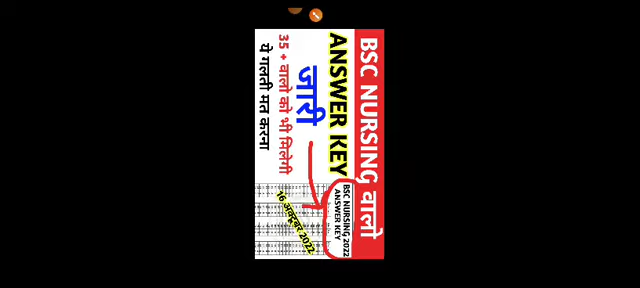 BSC NURSING वालो
ANSWER KEY
जारी
35 + वालो को भी मिलेगी
ये गलती मत करना
BSC NURSING 2022
ANSWER KEY
16 अक्टूबर 2022